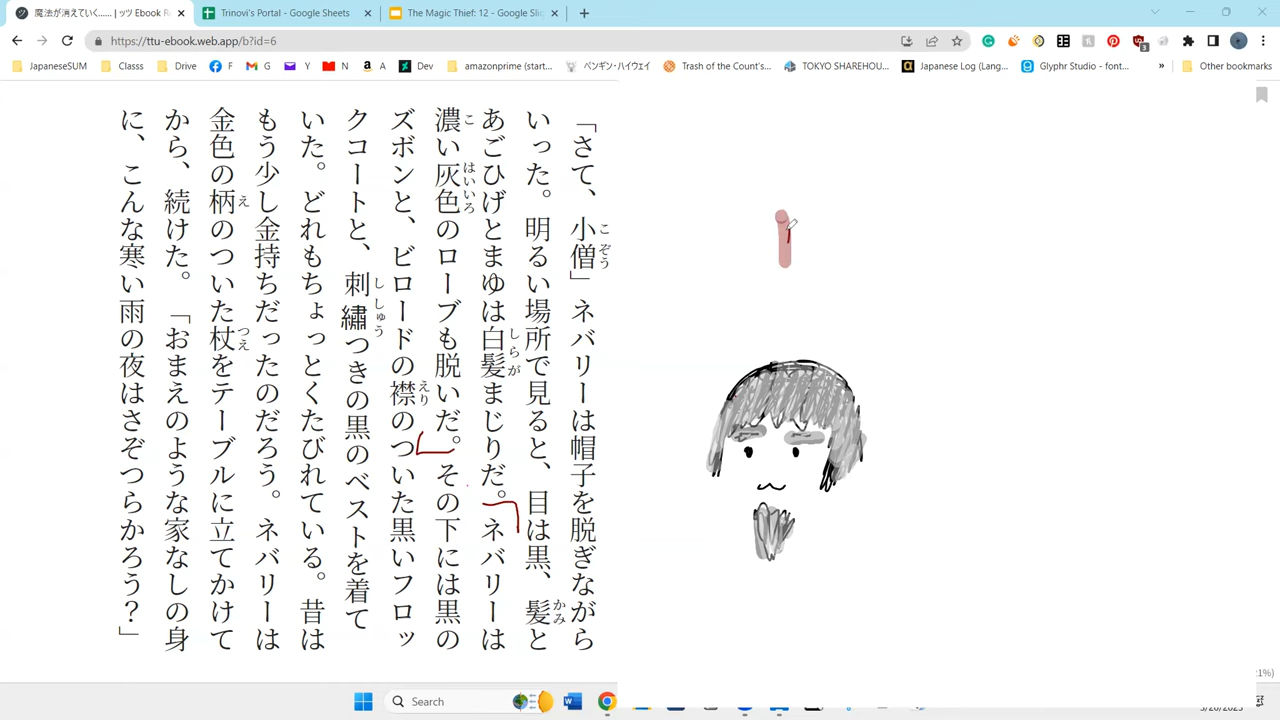 魔法が消えていく…… | ッツ Ebook R
Trinovi's Portal - Google Sheets
The Magic Thief: 12 - Google Sli
https://ttu-ebook.web.app/b?id=6
JapaneseSUM
Classs
Drive
F
G
Y
N
A
Dev
amazonprime (start...
ペンギン・ハイウェイ
Trash of the Count's...
TOKYO SHAREHOU...
Japanese Log (Lang...
Glyphr Studio - font...
»
Other bookmarks
「さて、小僧」ネバリーは帽子を脱ぎながら
いった。明るい場所で見ると、目は黒、髪と
あごひげとまゆは白髪まじりだ。ネバリーは
濃い灰色のローブも脱いだ。その下には黒の
ズボンと、ビロードの襟のついた黒いフロッ
クコートと、刺繡つきの黒のベストを着て
いた。どれもちょっとくたびれている。昔は
もう少し金持ちだったのだろう。ネバリーは
金色の柄のついた杖をテーブルに立てかけて
から、続けた。「おまえのような家なしの身
に、こんな寒い雨の夜はさぞつらかろう？」
Search